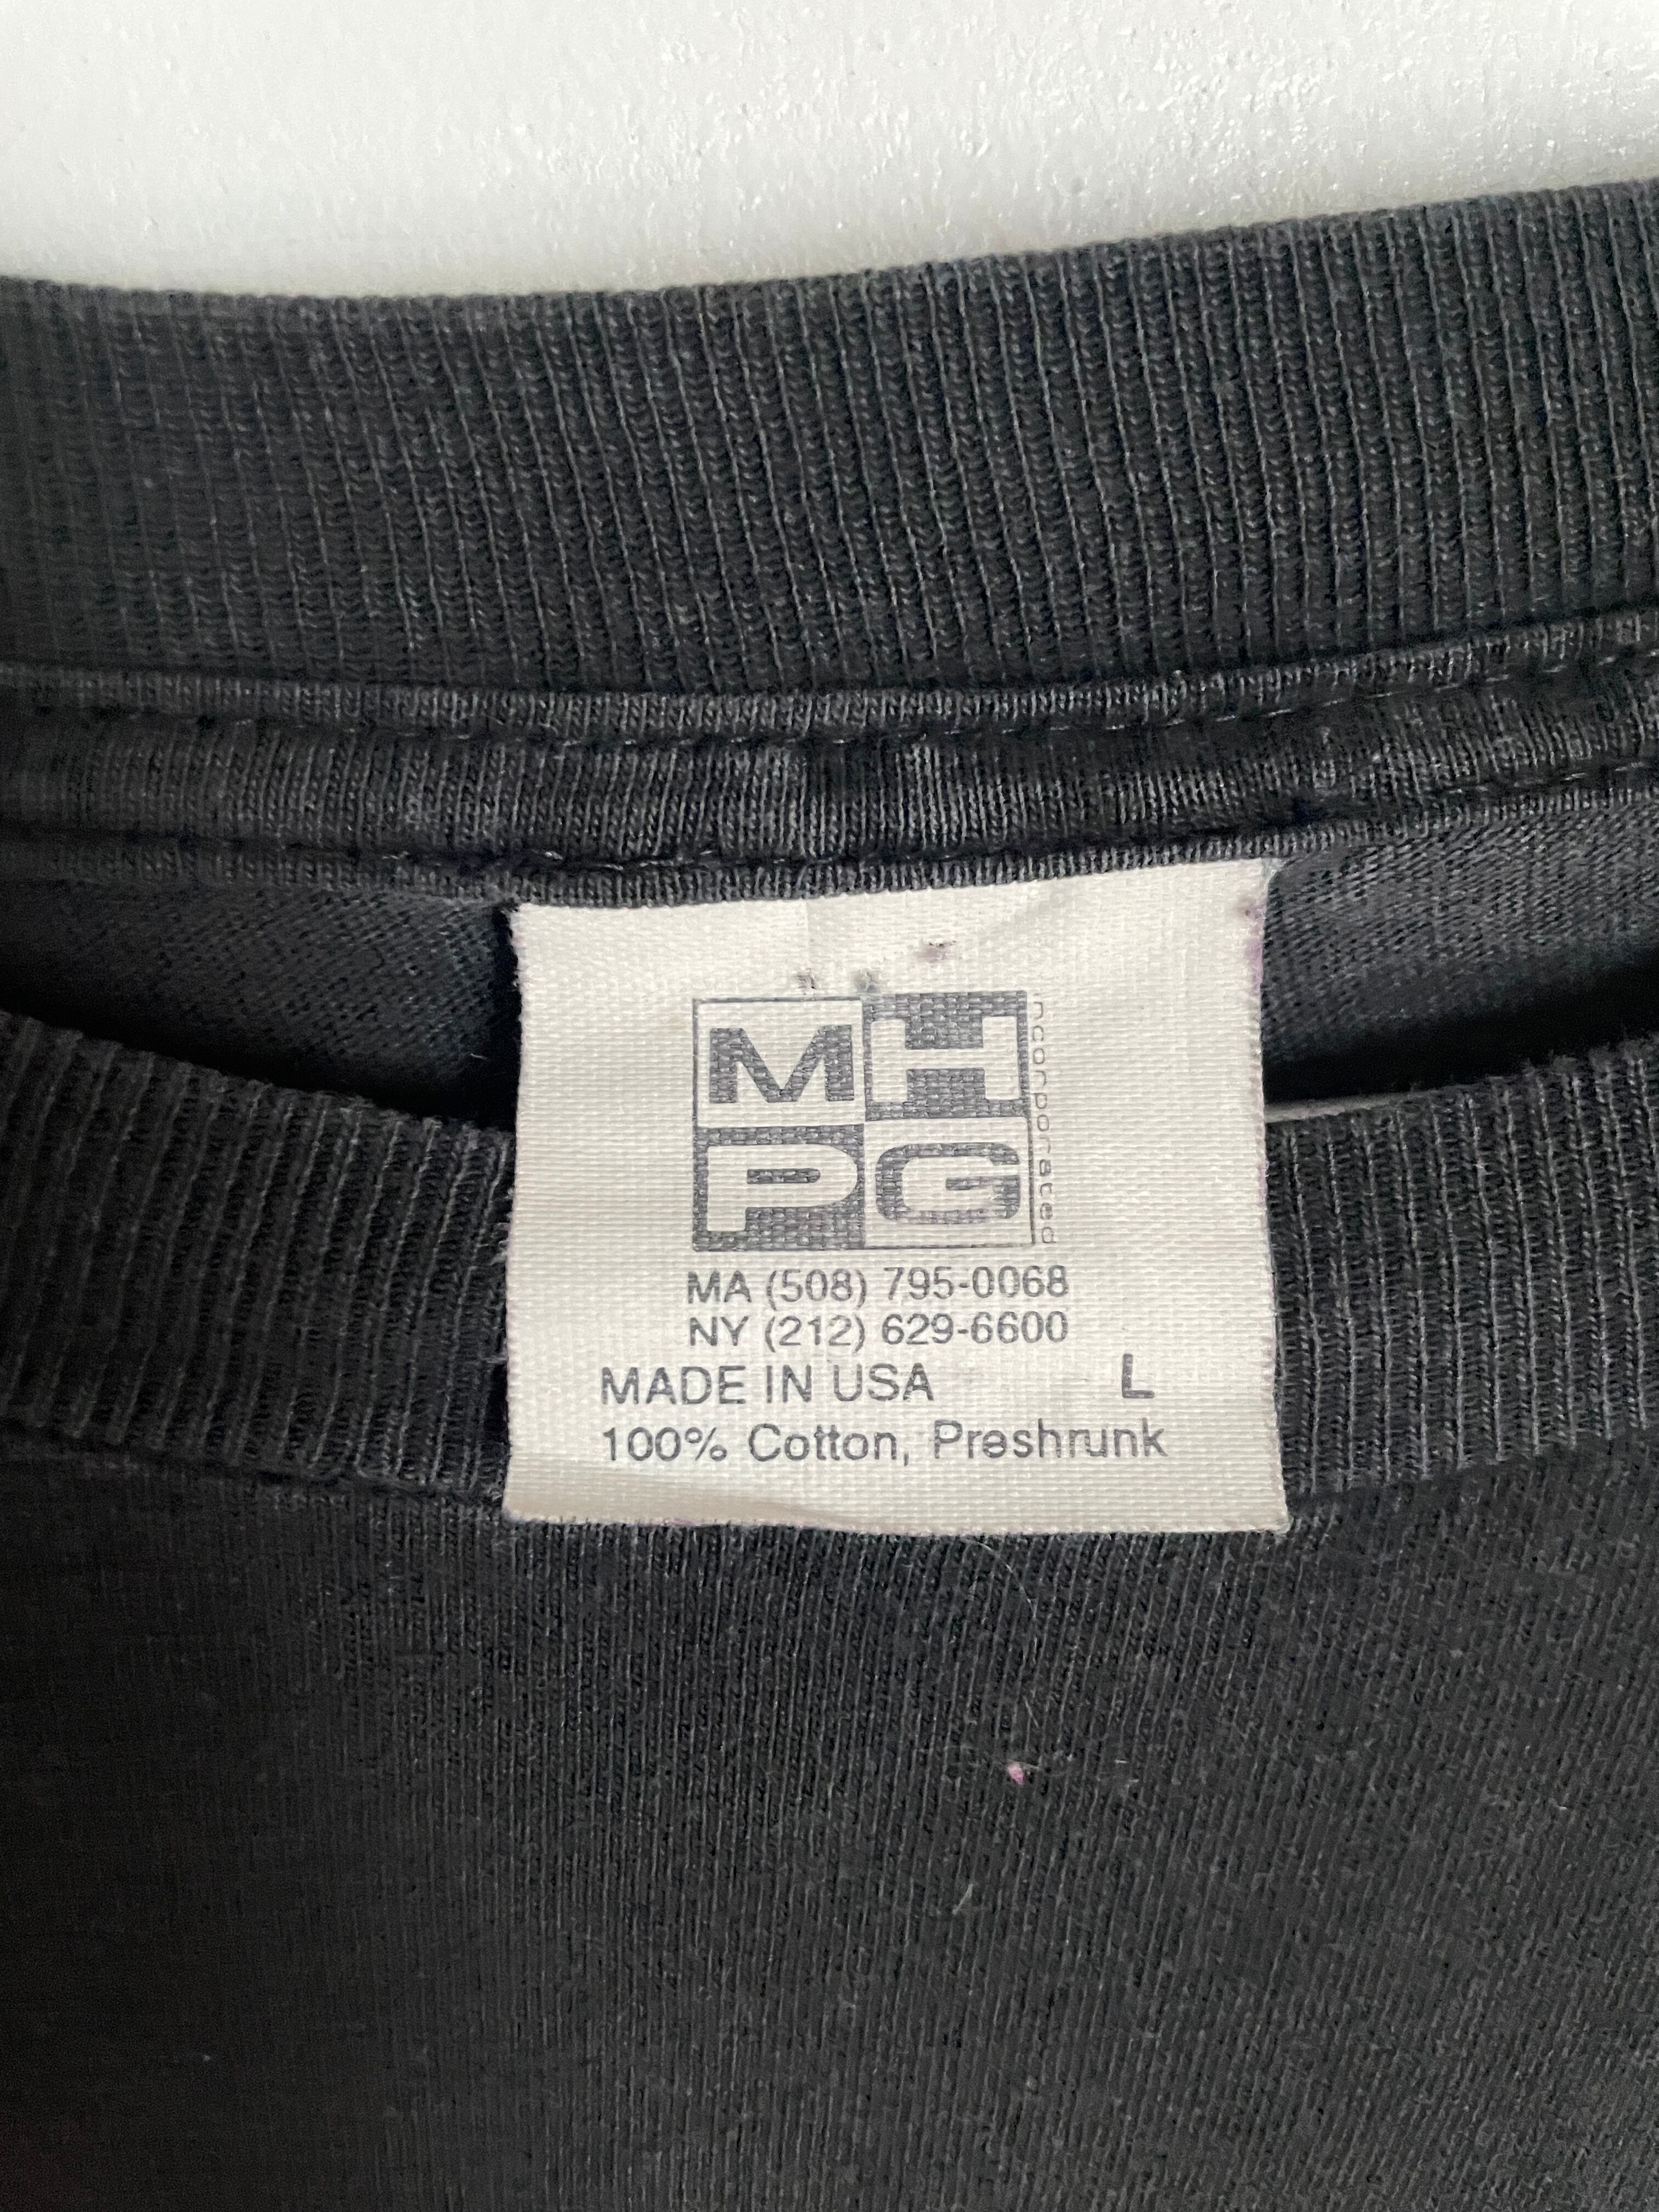 MH
PG
incorporated
MA (508) 795-0068
NY (212) 629-6600
MADE IN USA L
100% Cotton, Preshrunk